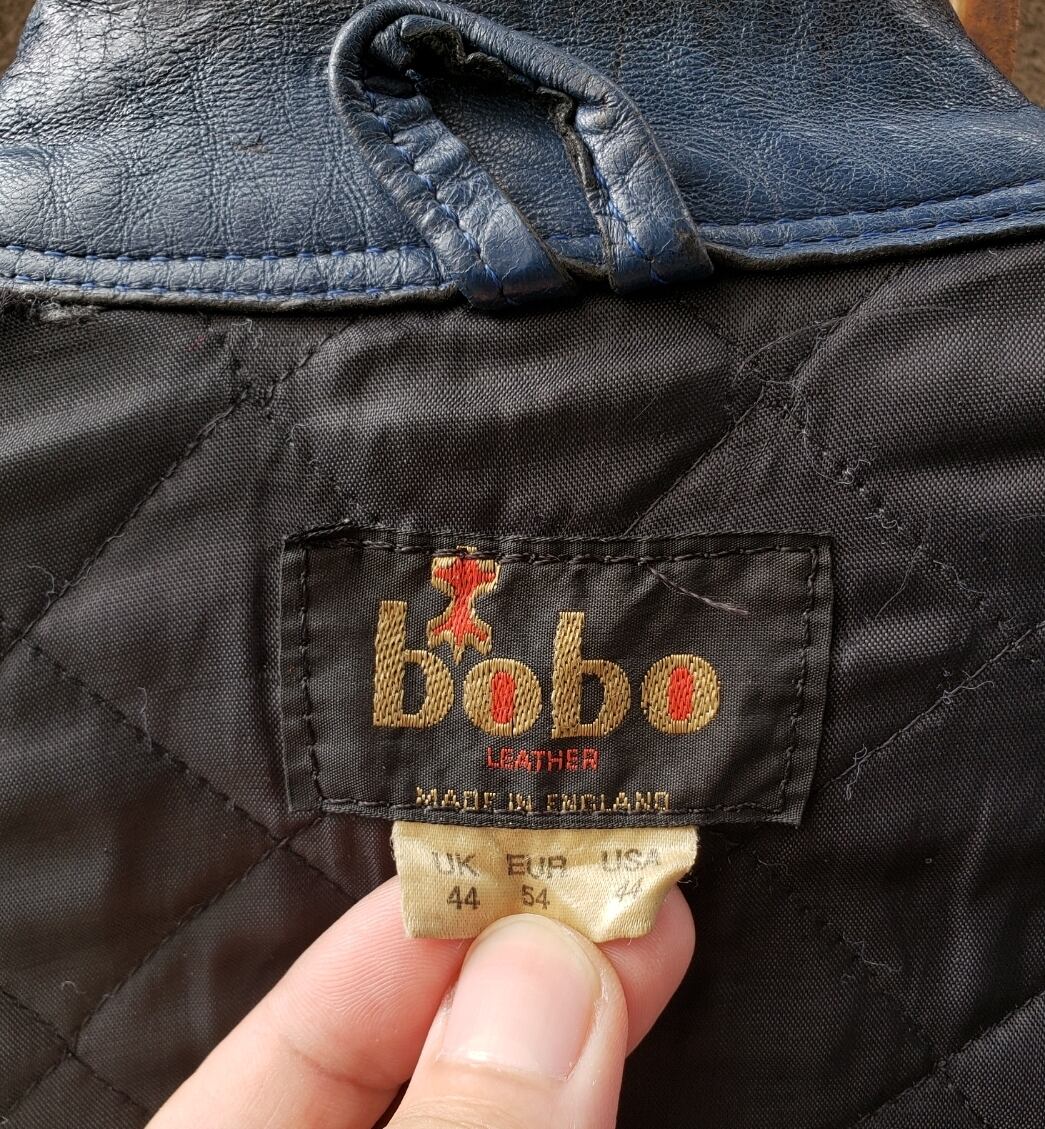 bobo
LEATHER
MADE IN ENGLAND
UK EUR USA
44 54 44